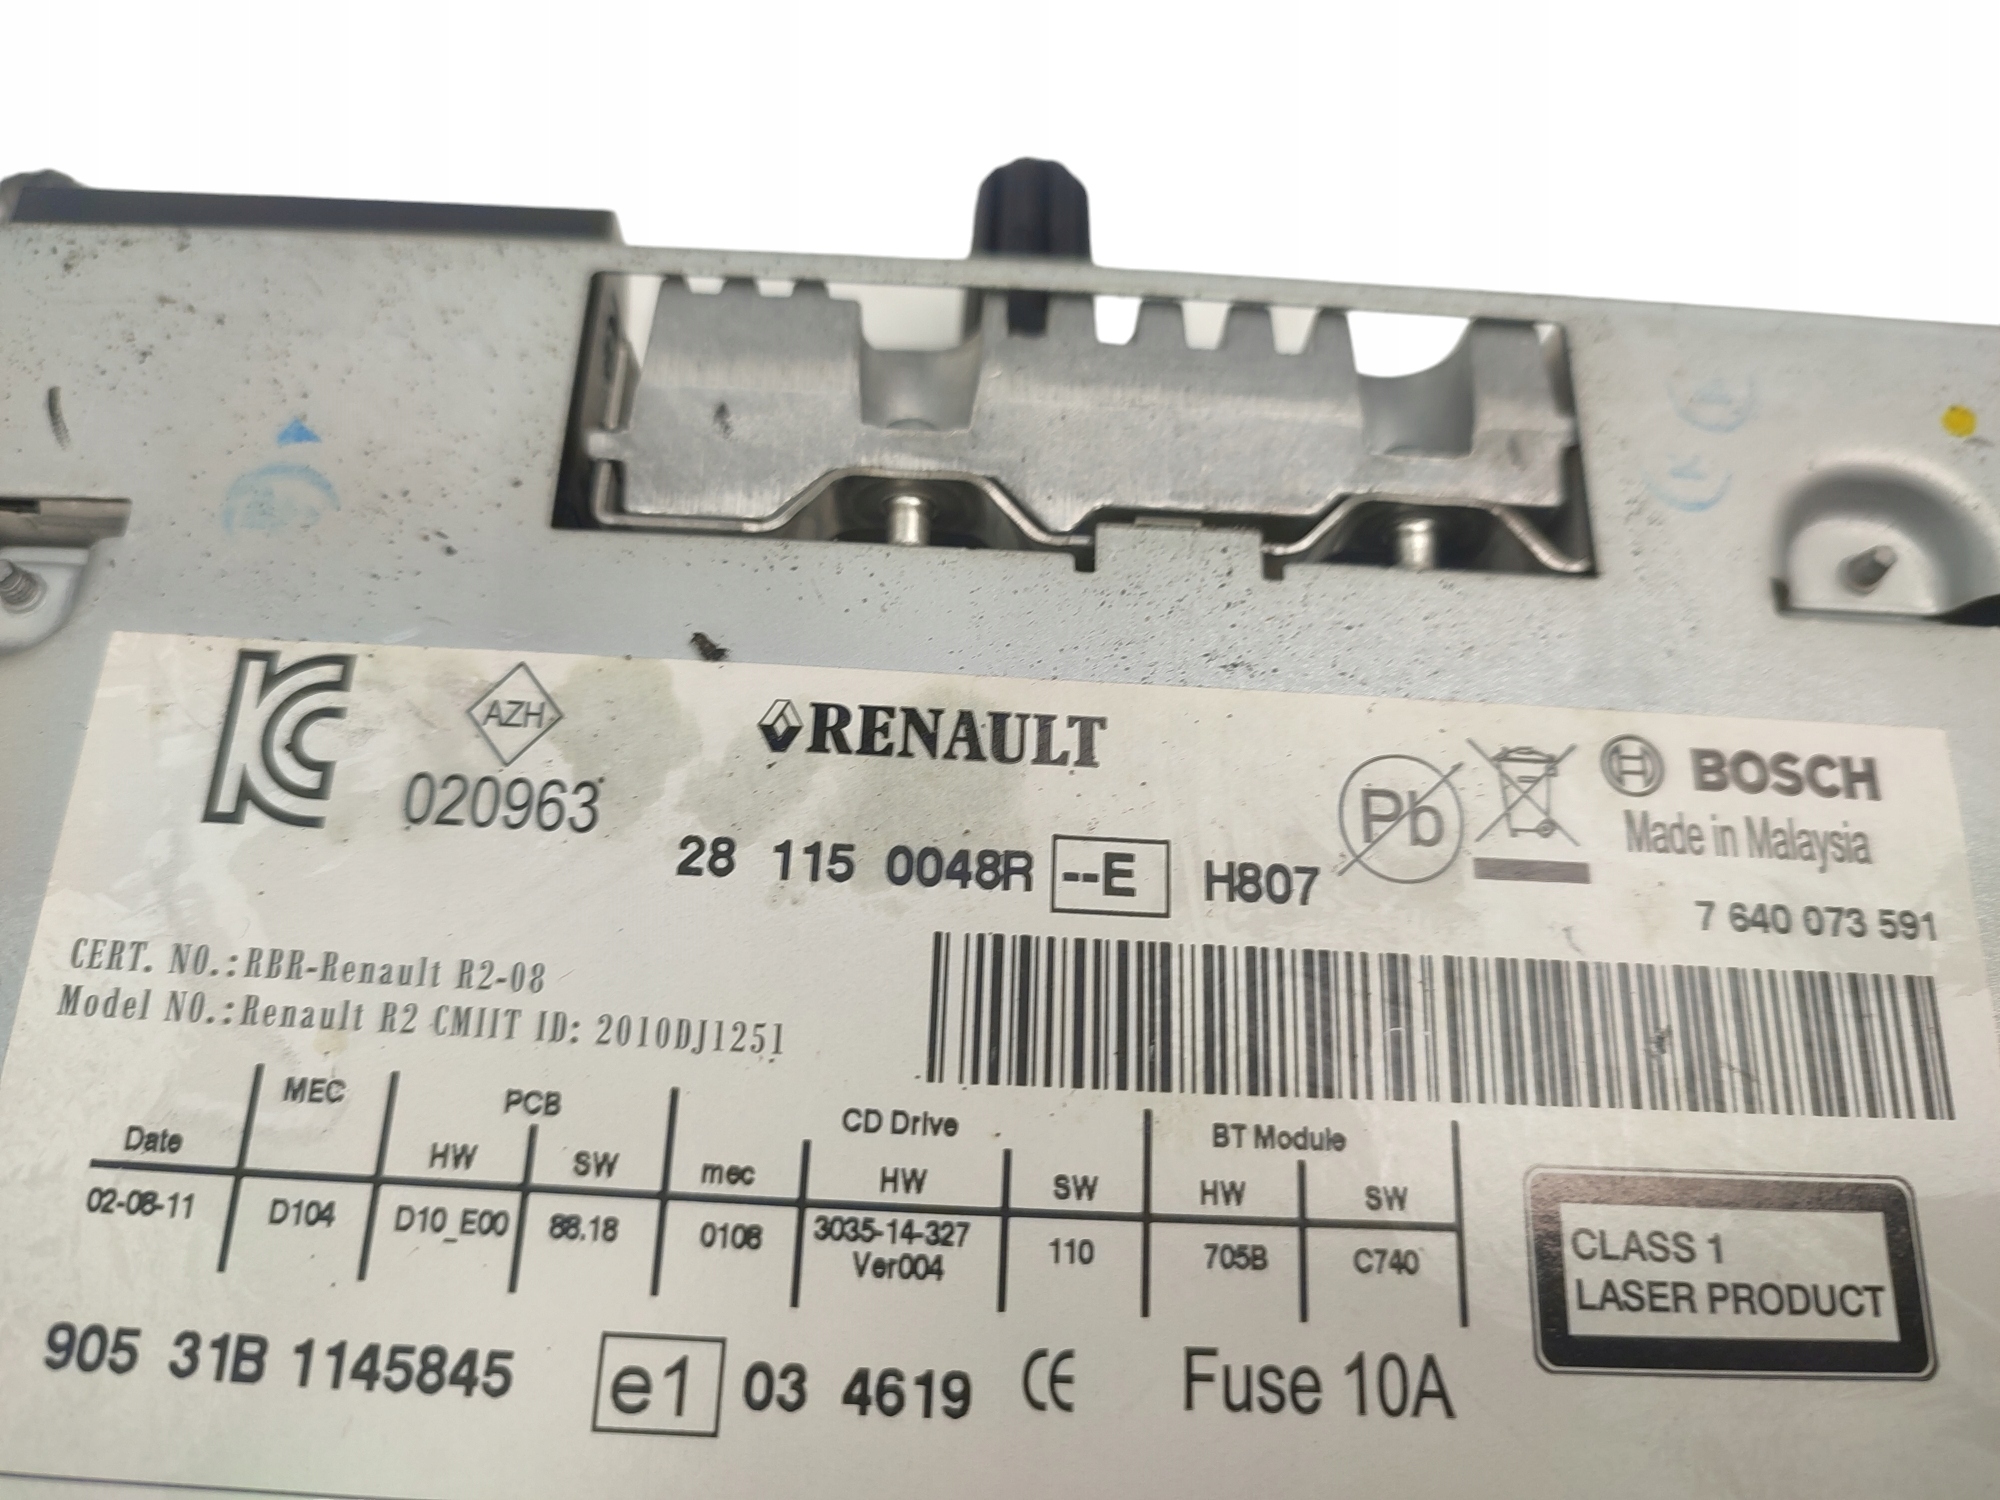 KC
AZH
020963
RENAULT
Pb
BOSCH
Made in Malaysia
28 115 0048R --E H807
7 640 073 591
CERT. NO.:RBR-Renault R2-08
Model NO.:Renault R2 CMIIT ID: 2010DJ1251
Date MEC PCB CD Drive BT Module
HW SW mec HW SW HW SW
02-08-11 D104 D10_E00 88.18 0108 3035-14-327 110 705B C740
Ver004
CLASS 1
LASER PRODUCT
905 31B 1145845 e1 03 4619 CE Fuse 10A